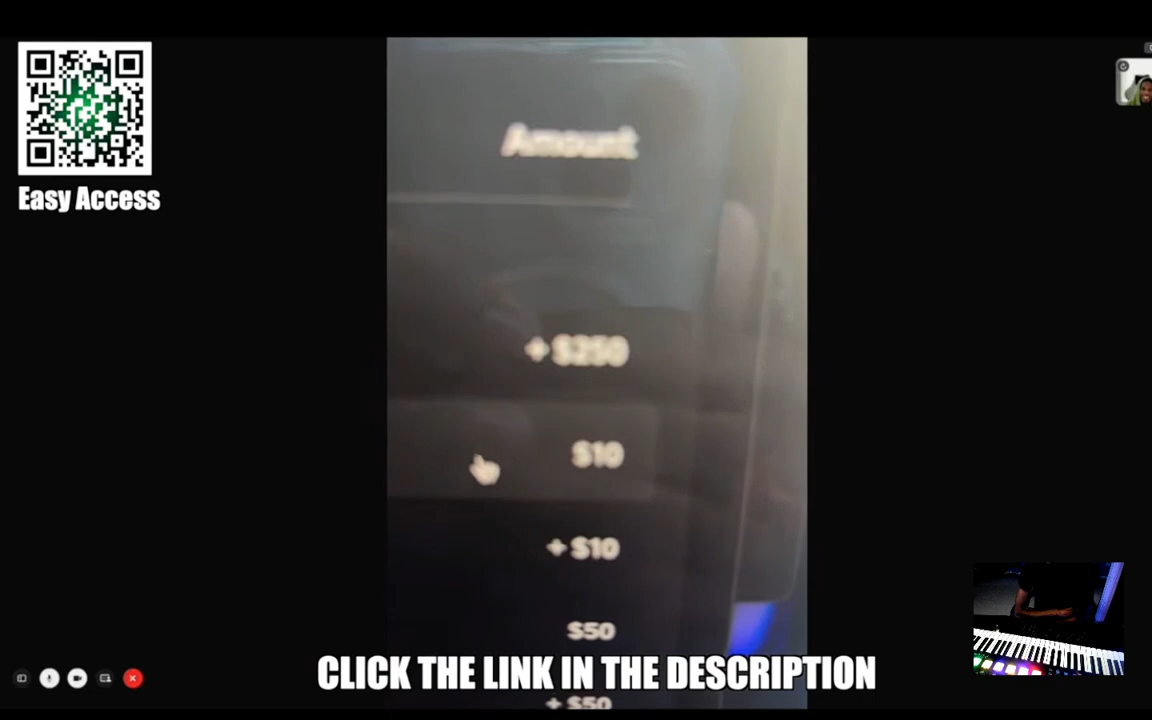 Easy Access
Amount
+ $250
$10
+ $10
$50
+ $50
CLICK THE LINK IN THE DESCRIPTION